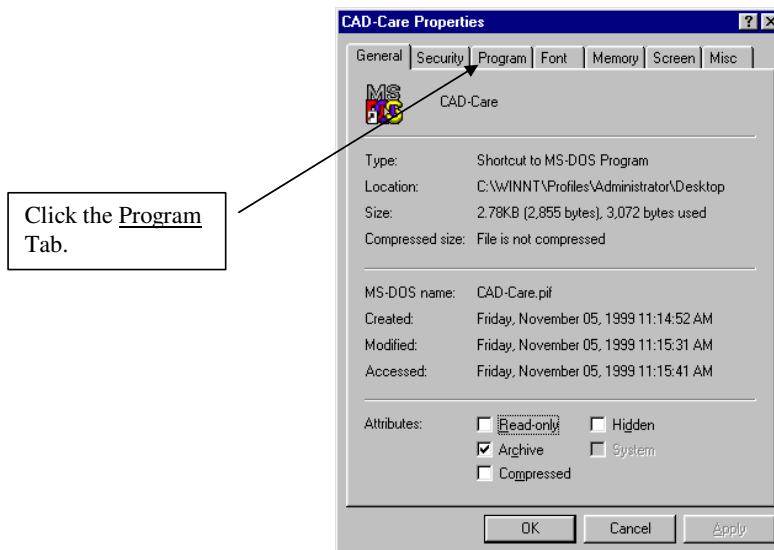 CAD-Care Properties
General Security Program Font Memory Screen Misc
MS
DOS
CAD-Care
Type: Shortcut to MS-DOS Program
Location: C:\WINNT\Profiles\Administrator\Desktop
Size: 2.78KB (2,855 bytes), 3,072 bytes used
Compressed size: File is not compressed
MS-DOS name: CAD-Care.pif
Created: Friday, November 05, 1999 11:14:52 AM
Modified: Friday, November 05, 1999 11:15:31 AM
Accessed: Friday, November 05, 1999 11:15:41 AM
Attributes: Read-only Hidden
Archive System
Compressed
OK Cancel Apply
Click the Program
Tab.